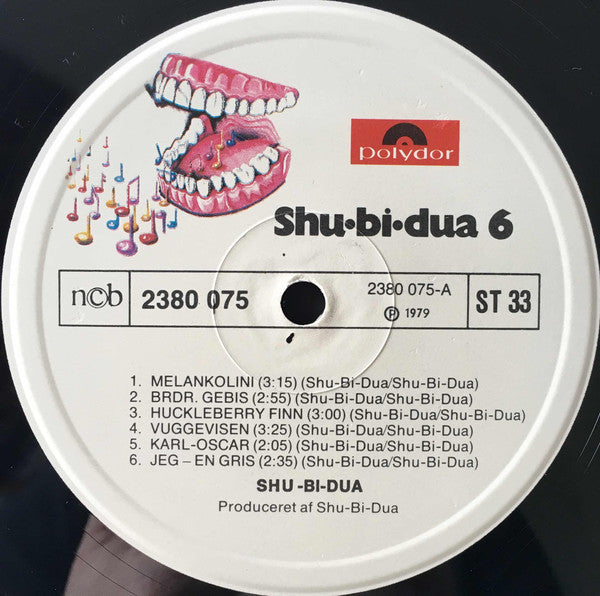 polydor
Shu•bi•dua 6
n©b 2380 075 2380 075-A ST 33
Ⓟ 1979
1. MELANKOLINI (3:15) (Shu-Bi-Dua/Shu-Bi-Dua)
2. BRDR. GEBIS (2:55) (Shu-Bi-Dua/Shu-Bi-Dua)
3. HUCKLEBERRY FINN (3:00) (Shu-Bi-Dua/Shu-Bi-Dua)
4. VUGGEVISEN (3:25) (Shu-Bi-Dua/Shu-Bi-Dua)
5. KARL-OSCAR (2:05) (Shu-Bi-Dua/Shu-Bi-Dua)
6. JEG – EN GRIS (2:35) (Shu-Bi-Dua/Shu-Bi-Dua)
SHU-BI-DUA
Produceret af Shu-Bi-Dua